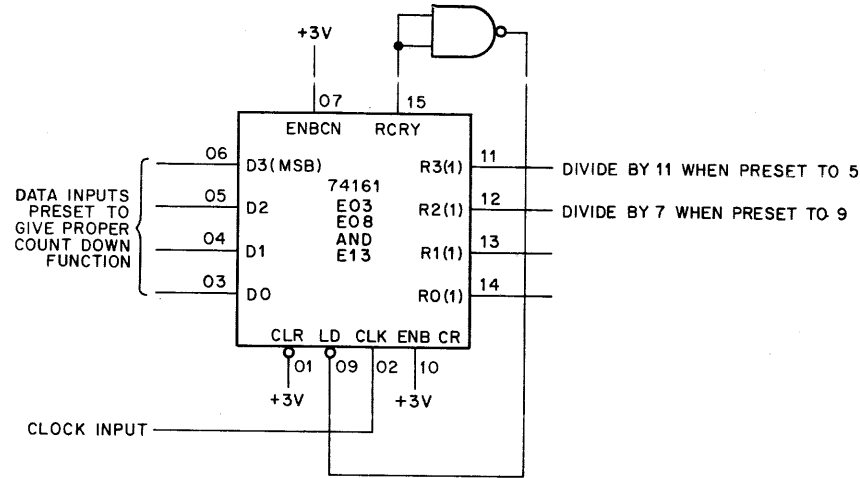 +3V
07
15
ENBCN
RCRY
06
D3(MSB)
R3(1)
11
DIVIDE BY 11 WHEN PRESET TO 5
DATA INPUTS
PRESET TO
GIVE PROPER
COUNT DOWN
FUNCTION
05
D2
74161
E03
E08
AND
E13
R2(1)
12
DIVIDE BY 7 WHEN PRESET TO 9
04
D1
R1(1)
13
03
D0
R0(1)
14
CLR
LD
CLK
ENB CR
01
09
02
10
+3V
+3V
CLOCK INPUT